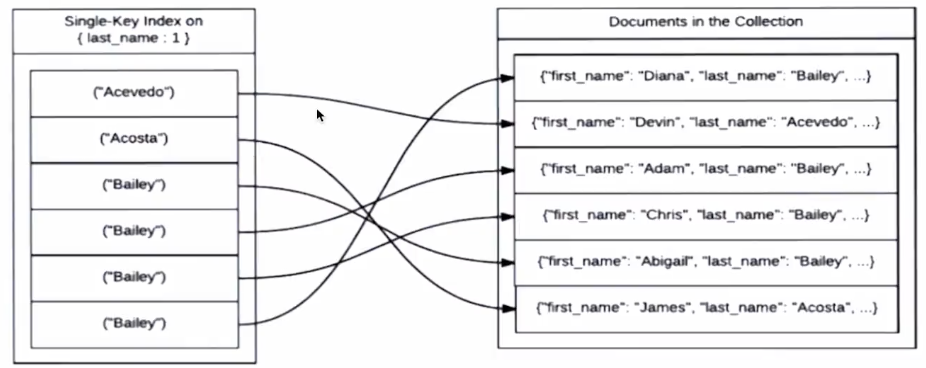 Single-Key Index on
{ last_name : 1 }
("Acevedo")
("Acosta")
("Bailey")
("Bailey")
("Bailey")
("Bailey")
Documents in the Collection
{"first_name": "Diana", "last_name": "Bailey", ...}
{"first_name": "Devin", "last_name": "Acevedo", ...}
{"first_name": "Adam", "last_name": "Bailey", ...}
{"first_name": "Chris", "last_name": "Bailey", ...}
{"first_name": "Abigail", "last_name": "Bailey", ...}
{"first_name": "James", "last_name": "Acosta", ...}